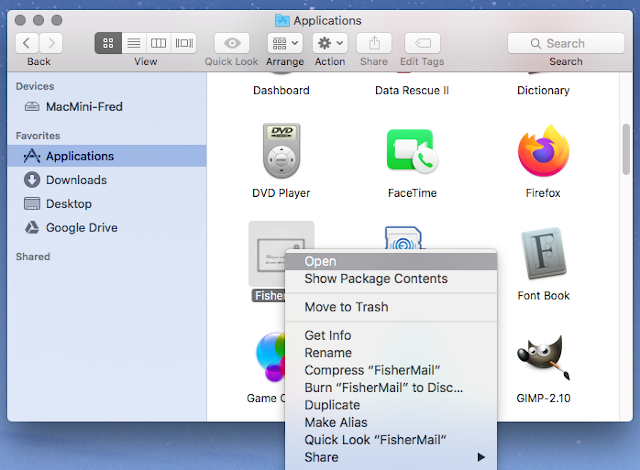 Applications
Back
View
Quick Look
Arrange
Action
Share
Edit Tags
Search
Search
Devices
MacMini-Fred
Favorites
Applications
Downloads
Desktop
Google Drive
Shared
Dashboard
Data Rescue II
Dictionary
DVD
DVD Player
FaceTime
Firefox
Fisher
F
Font Book
Game C
GIMP-2.10
Open
Show Package Contents
Move to Trash
Get Info
Rename
Compress “FisherMail”
Burn “FisherMail” to Disc...
Duplicate
Make Alias
Quick Look “FisherMail”
Share